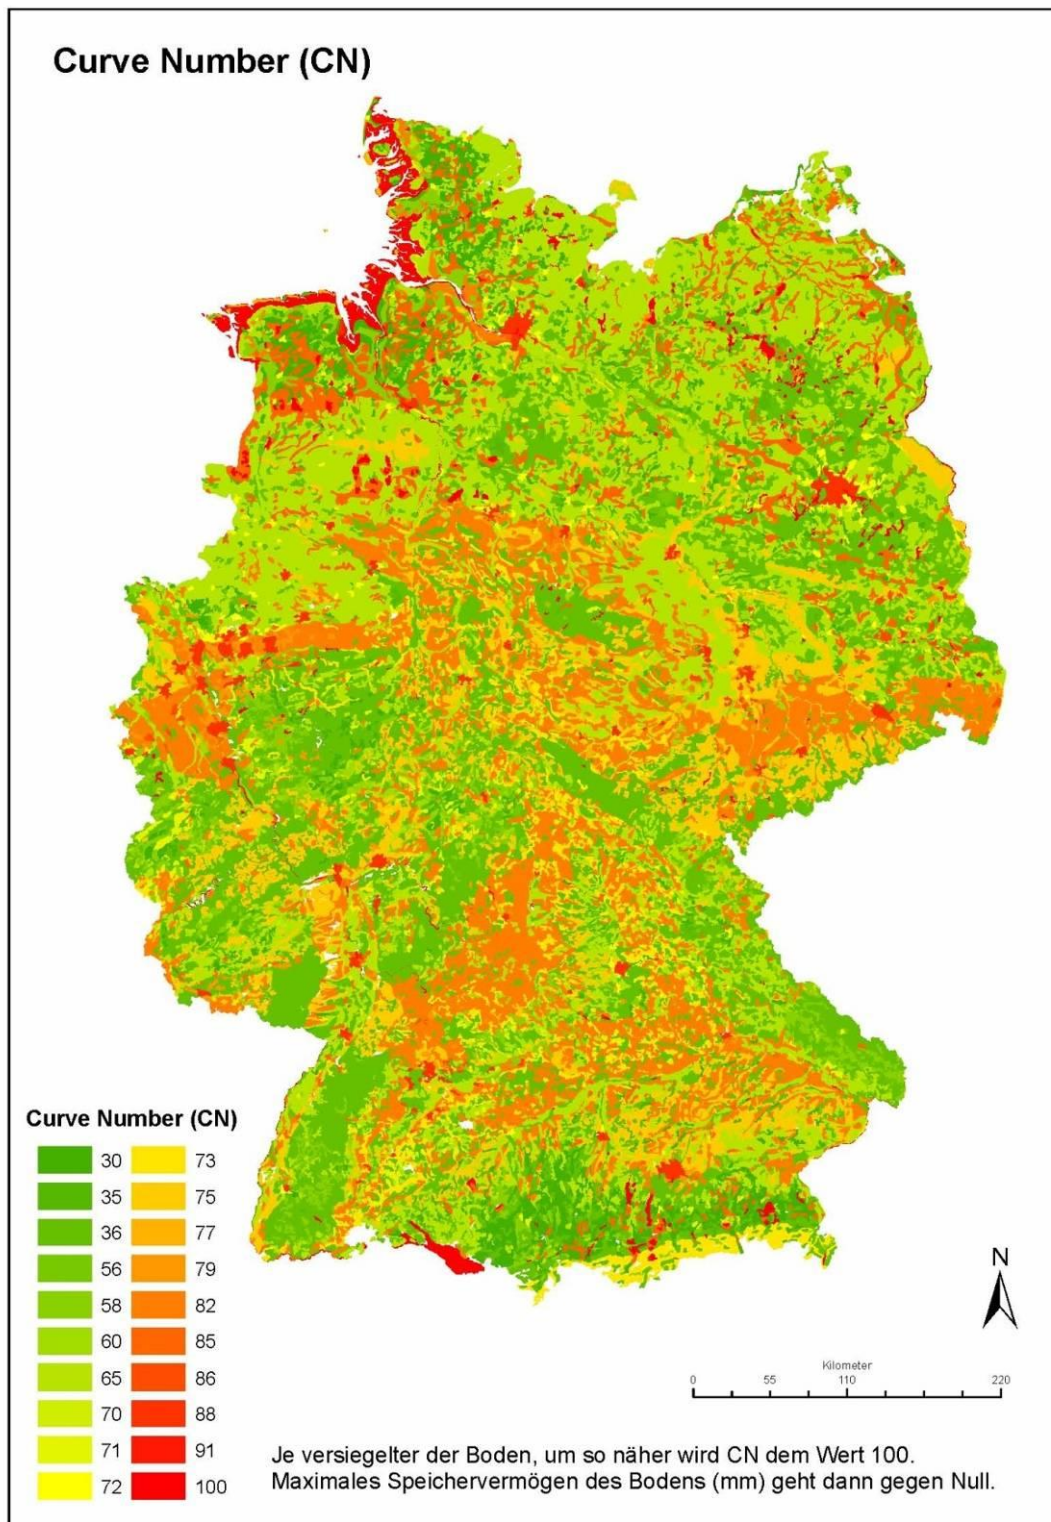 Curve Number (CN)
Curve Number (CN)
30 73
35 75
36 77
56 79
58 82
60 85
65 86
70 88
71 91
72 100
N
Kilometer
0 55 110 220
Je versiegelter der Boden, um so näher wird CN dem Wert 100.
Maximales Speichervermögen des Bodens (mm) geht dann gegen Null.